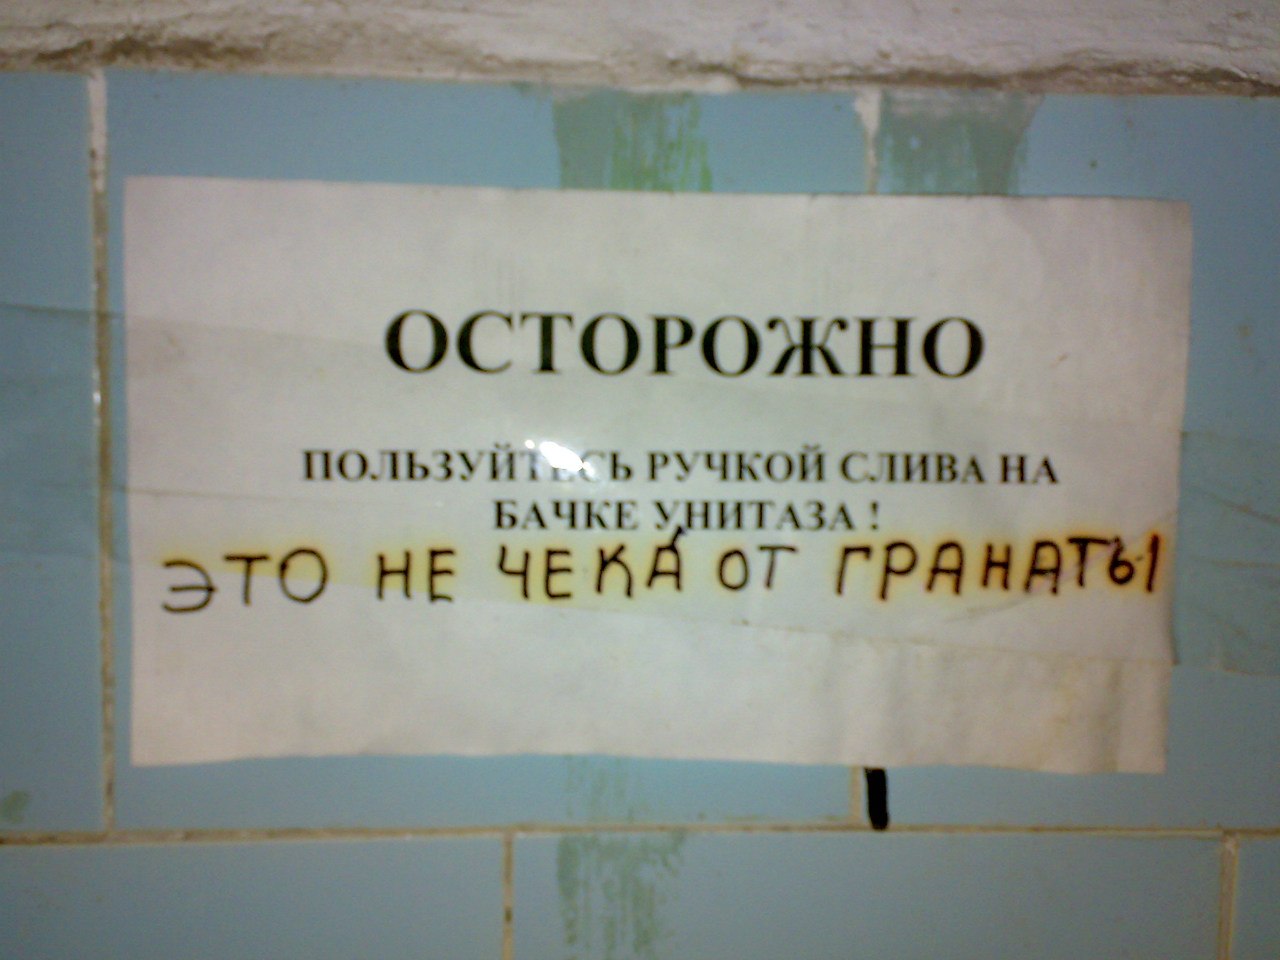 ОСТОРОЖНО
ПОЛЬЗУЙТЕСЬ РУЧКОЙ СЛИВА НА
БАЧКЕ УНИТАЗА !
ЭТО НЕ ЧЕКА ОТ ГРАНАТЫ